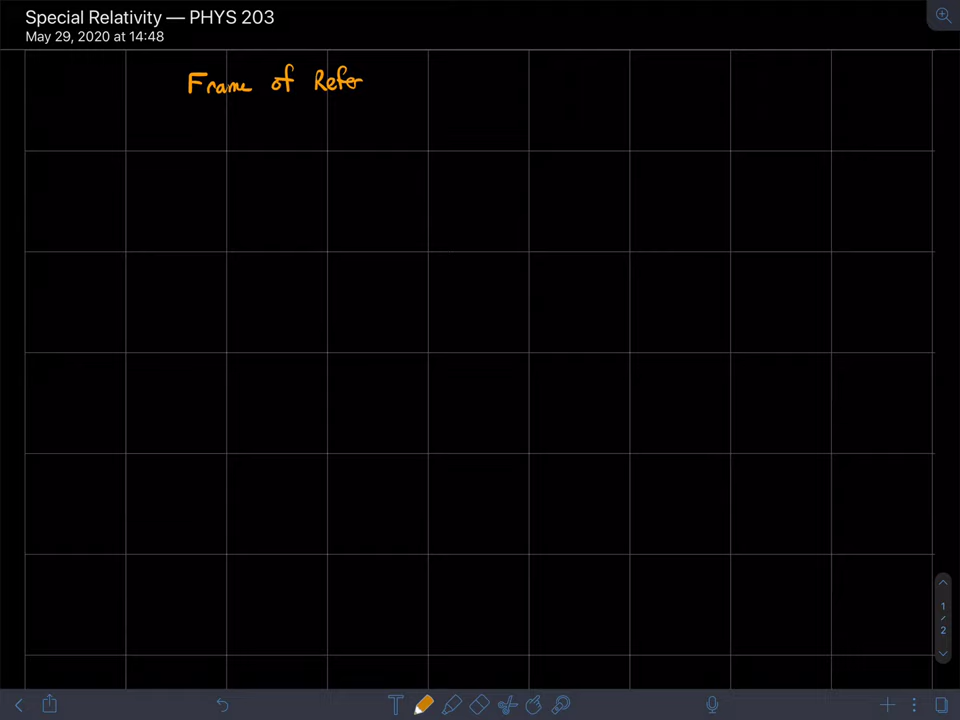 Special Relativity — PHYS 203
May 29, 2020 at 14:48
Frame of Refer
1
/
2